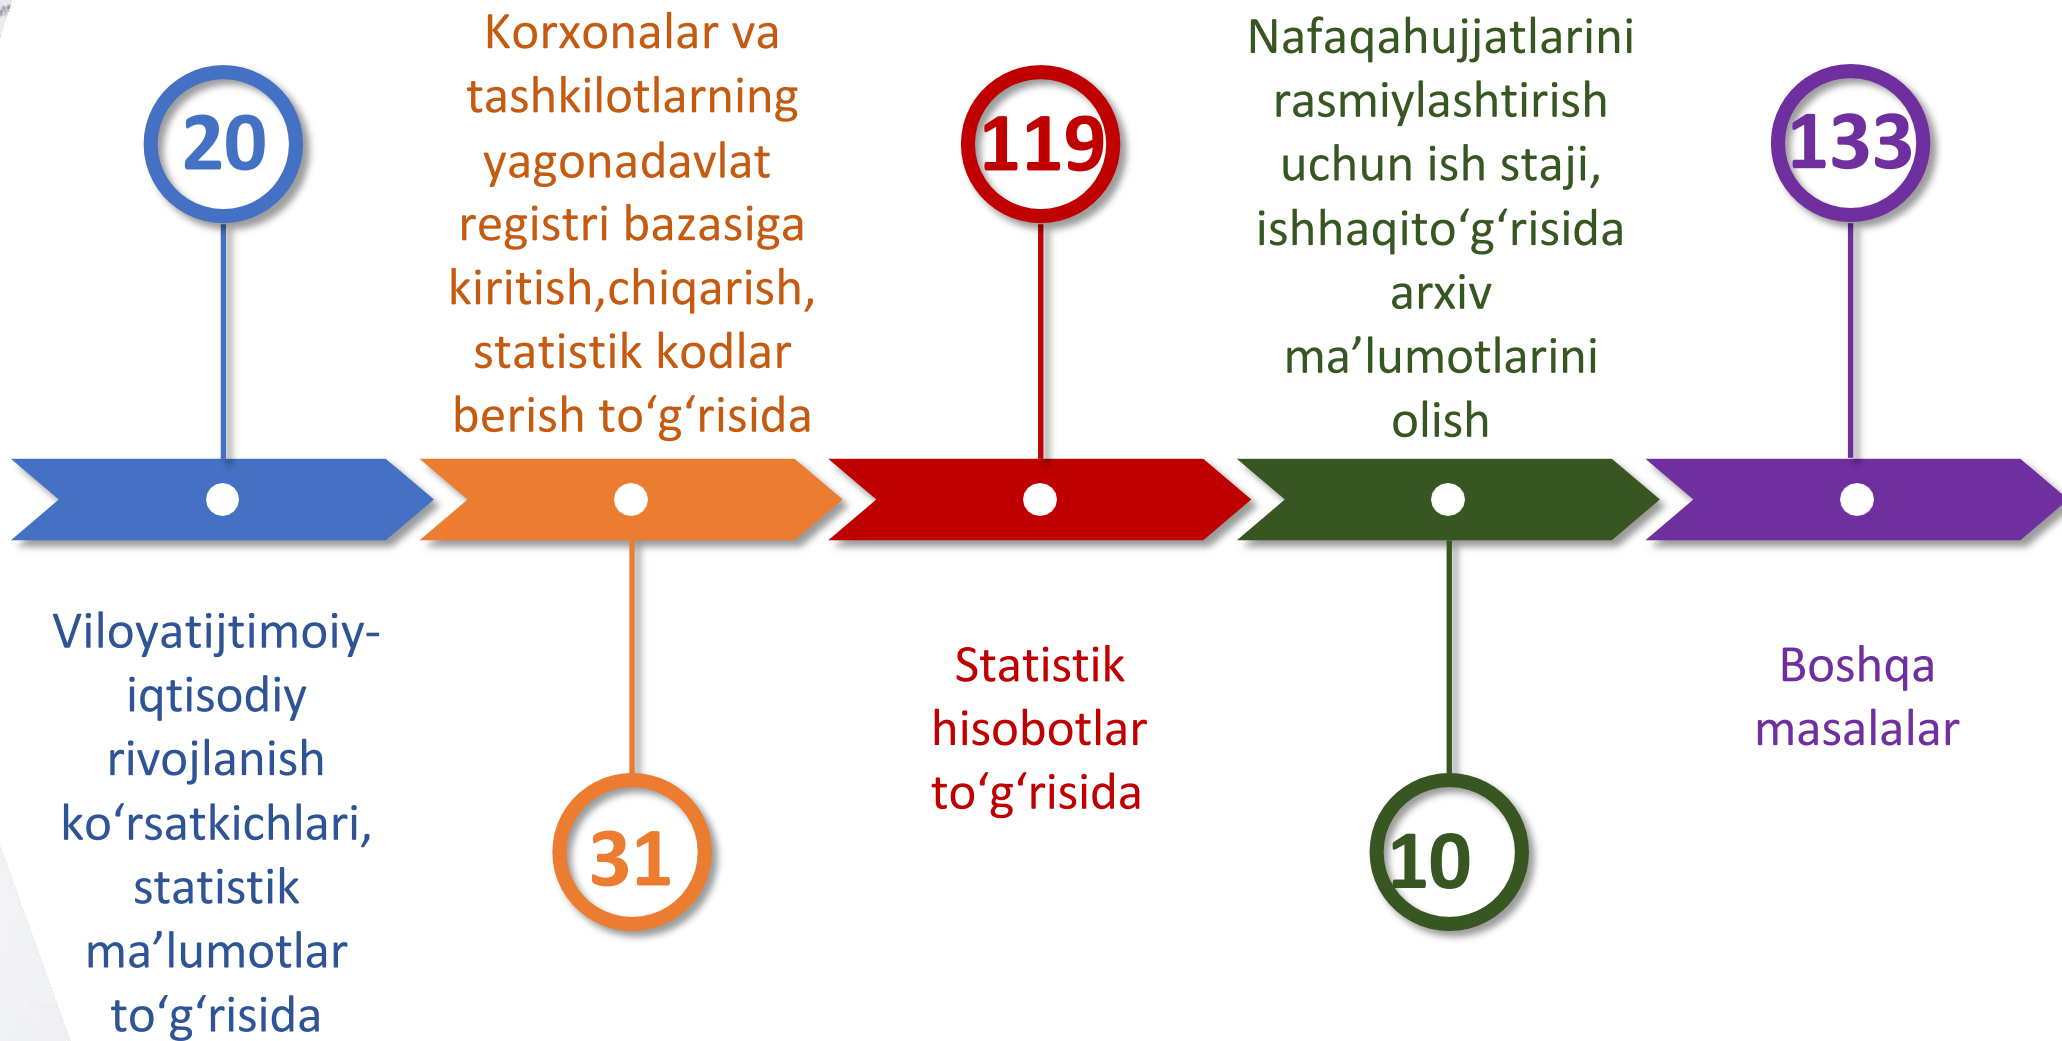 20
Viloyatijtimoiy-
iqtisodiy
rivojlanish
ko‘rsatkichlari,
statistik
ma’lumotlar
to‘g‘risida
Korxonalar va
tashkilotlarning
yagonadavlat
registri bazasiga
kiritish,chiqarish,
statistik kodlar
berish to‘g‘risida
31
119
Statistik
hisobotlar
to‘g‘risida
Nafaqahujjatlarini
rasmiylashtirish
uchun ish staji,
ishhaqito‘g‘risida
arxiv
ma’lumotlarini
olish
10
133
Boshqa
masalalar